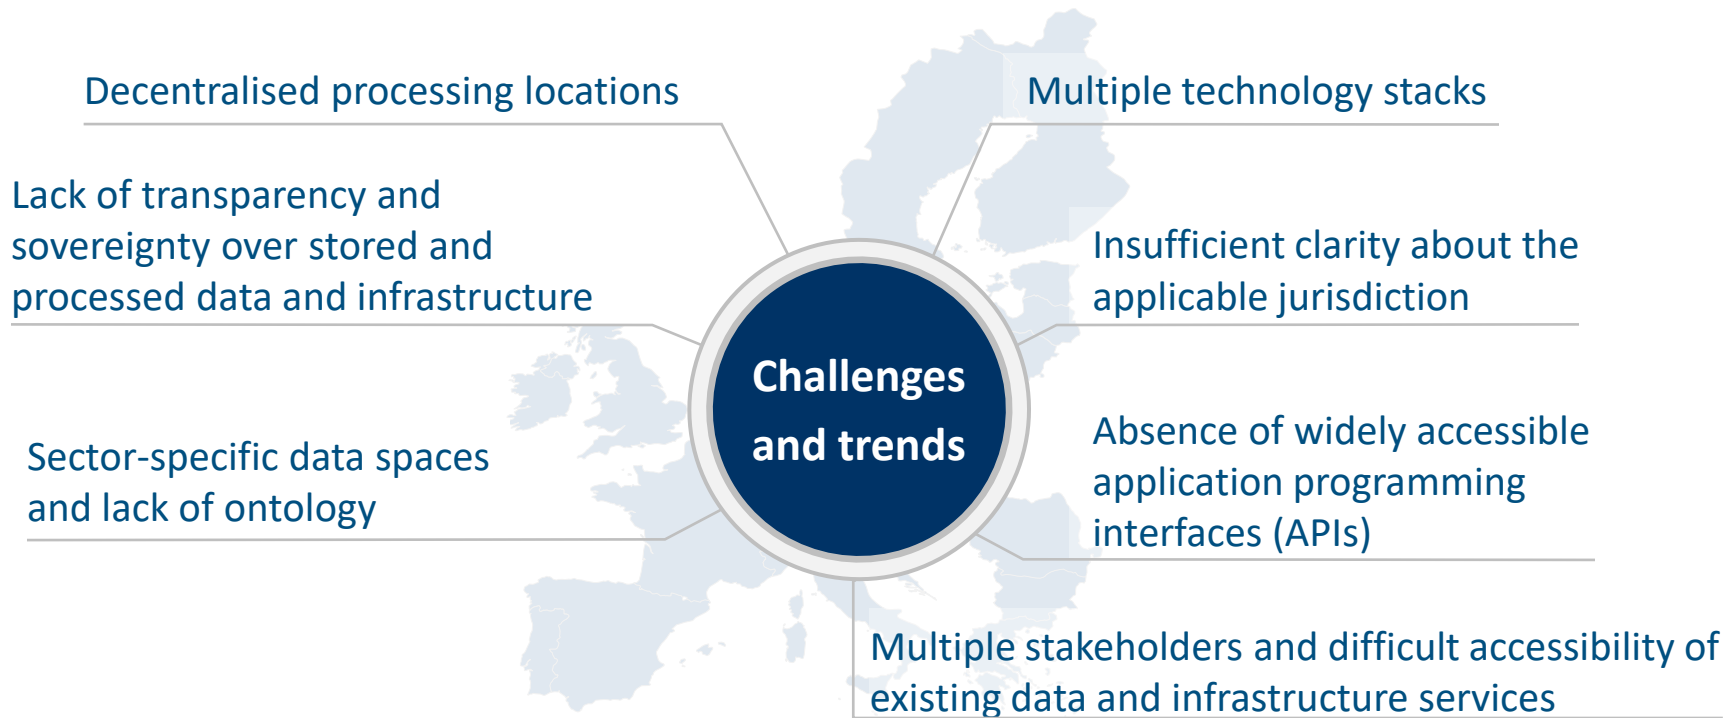 Decentralised processing locations
Multiple technology stacks
Lack of transparency and
sovereignty over stored and
processed data and infrastructure
Insufficient clarity about the
applicable jurisdiction
Challenges
and trends
Sector-specific data spaces
and lack of ontology
Absence of widely accessible
application programming
interfaces (APIs)
Multiple stakeholders and difficult accessibility of
existing data and infrastructure services